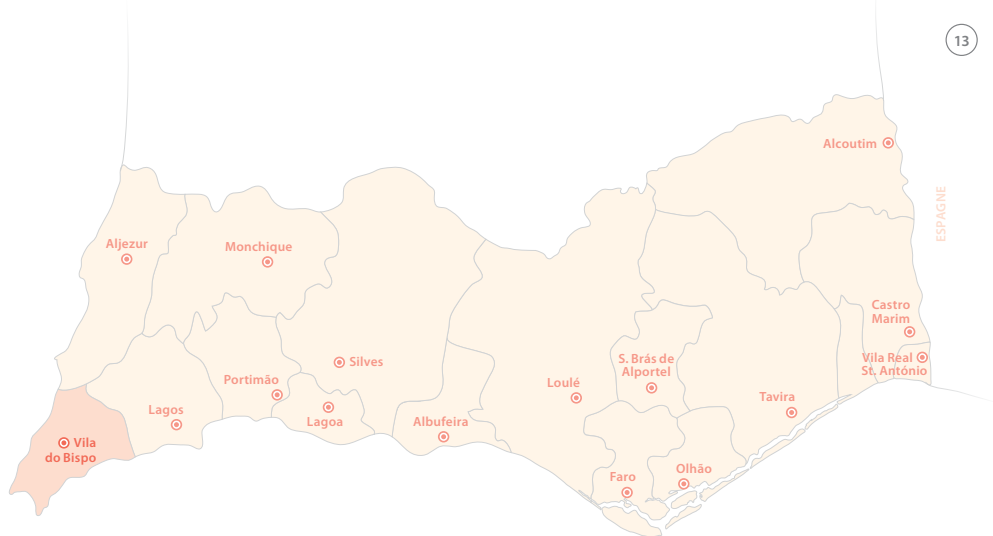 13
Alcoutim
ESPAGNE
Aljezur
Monchique
Castro
Marim
Vila Real
St. António
Silves
S. Brás de
Alportel
Portimão
Loulé
Tavira
Lagos
Lagoa
Albufeira
Vila
do Bispo
Faro
Olhão